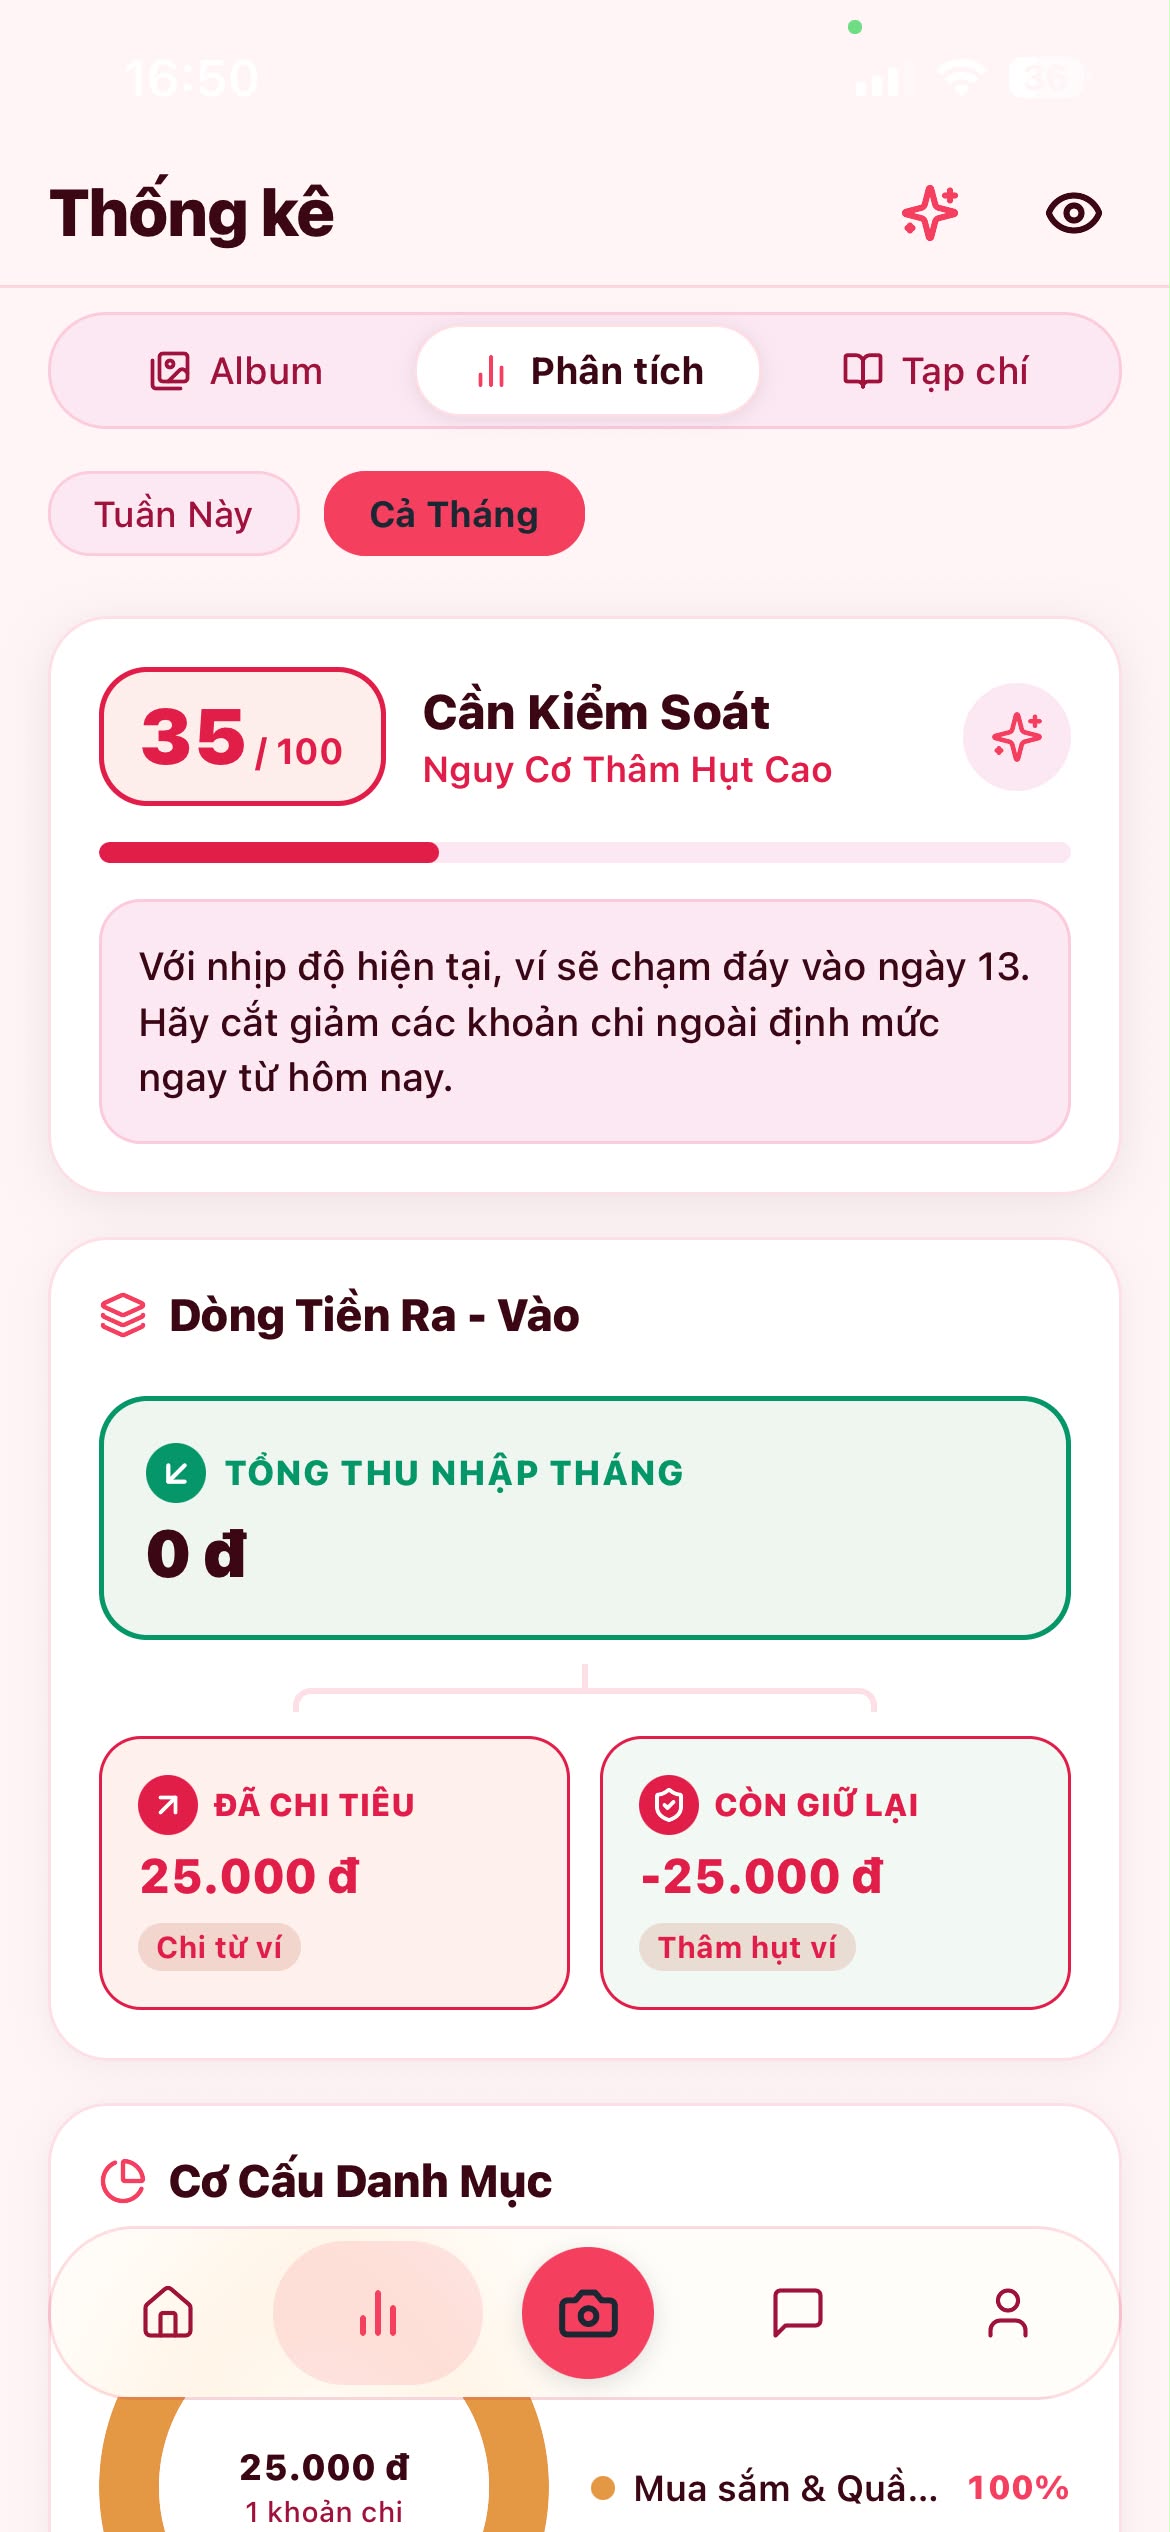 16:50
36
Thống kê
Album
Phân tích
Tạp chí
Tuần Này
Cả Tháng
35 / 100
Cần Kiểm Soát
Nguy Cơ Thâm Hụt Cao
Với nhịp độ hiện tại, ví sẽ chạm đáy vào ngày 13.
Hãy cắt giảm các khoản chi ngoài định mức
ngay từ hôm nay.
Dòng Tiền Ra - Vào
TỔNG THU NHẬP THÁNG
0 đ
ĐÃ CHI TIÊU
25.000 đ
Chi từ ví
CÒN GIỮ LẠI
-25.000 đ
Thâm hụt ví
Cơ Cấu Danh Mục
25.000 đ
1 khoản chi
Mua sắm & Quầ...
100%